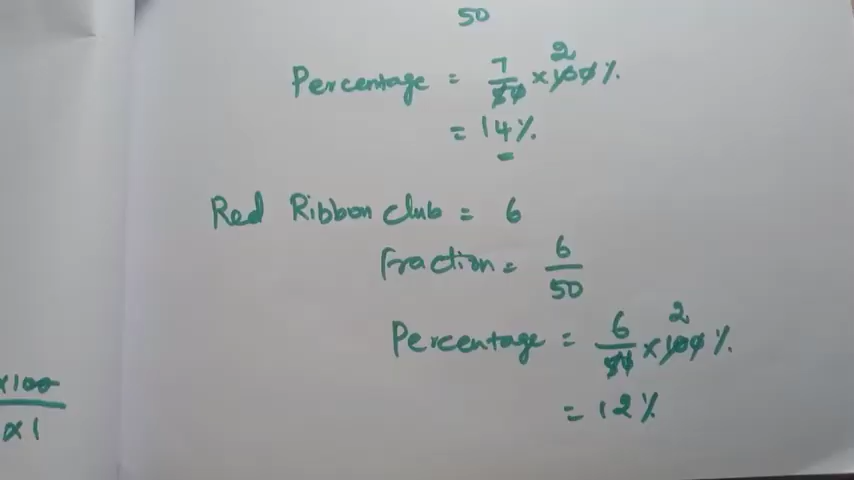 50
Percentage = 7/50 × 100 % 2
= 14%
Red Ribbon club = 6
Fraction = 6/50
Percentage = 6/50 × 100 % 2
= 12%
×100
×1